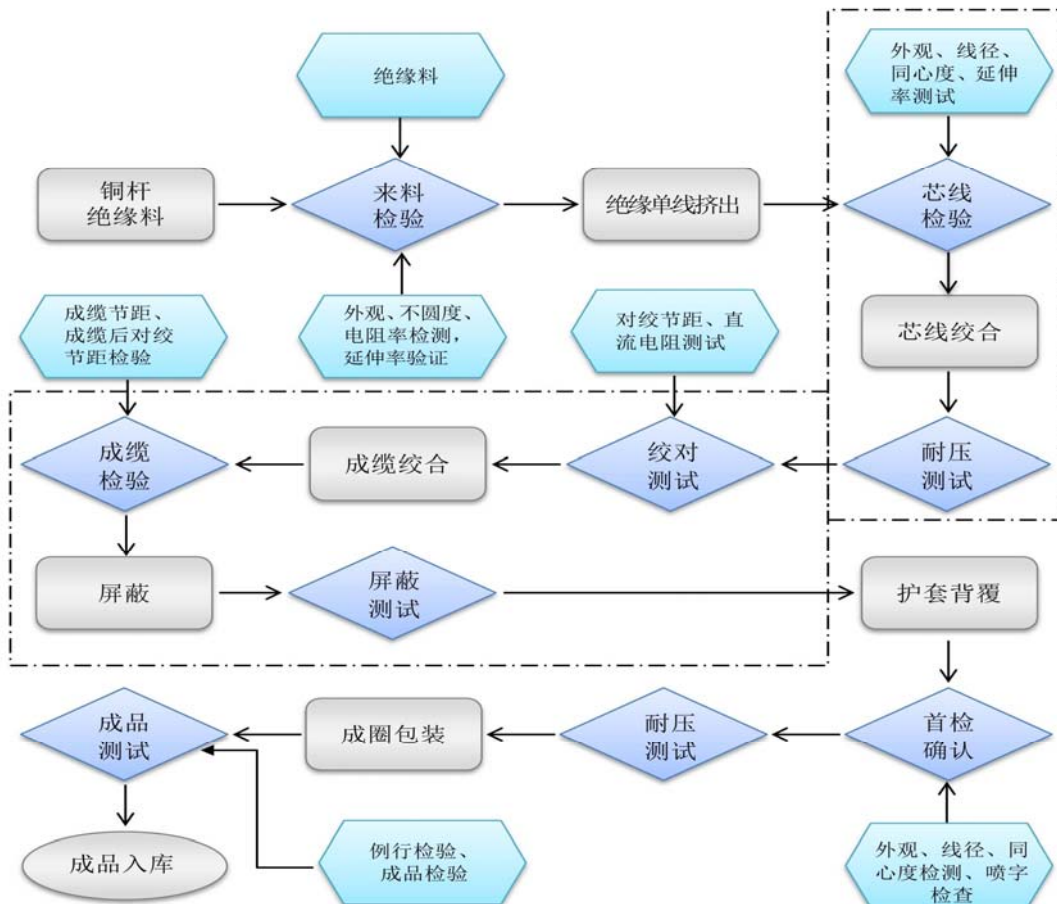 绝缘料
外观、线径、
同心度、延伸
率测试
铜杆
绝缘料
来料
检验
绝缘单线挤出
芯线
检验
成缆节距、
成缆后对绞
节距检验
外观、不圆度、
电阻率检测，
延伸率验证
对绞节距、直
流电阻测试
芯线绞合
成缆
检验
成缆绞合
绞对
测试
耐压
测试
屏蔽
屏蔽
测试
护套背覆
成品
测试
成圈包装
耐压
测试
首检
确认
成品入库
例行检验、
成品检验
外观、线径、同
心度检测、喷字
检查